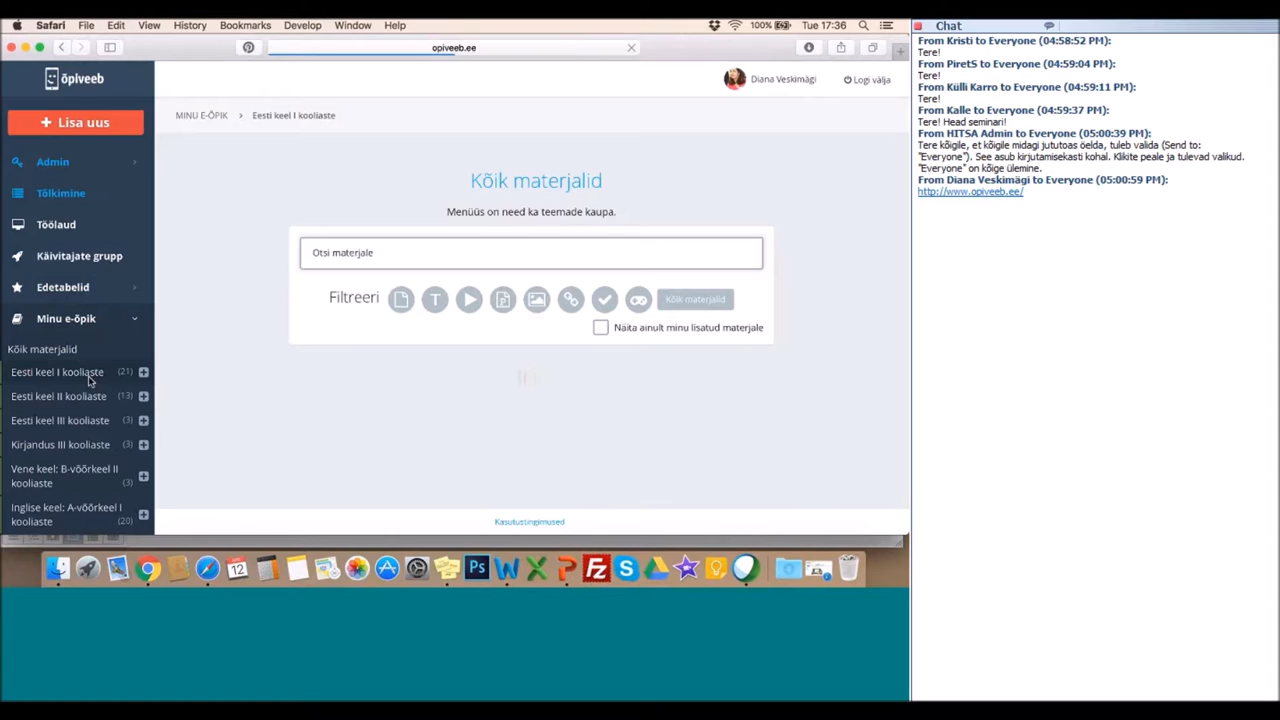 Safari File Edit View History Bookmarks Develop Window Help
100% Tue 17:36
opiveeb.ee
õpiveeb
+ Lisa uus
Admin
Tõlkimine
Töölaud
Käivitajate grupp
Edetabelid
Minu e-õpik
Kõik materjalid
Eesti keel I kooliaste (21)
Eesti keel II kooliaste (13)
Eesti keel III kooliaste (3)
Kirjandus III kooliaste (3)
Vene keel: B-võõrkeel II
kooliaste (3)
Inglise keel: A-võõrkeel I
kooliaste (20)
Diana Veskimägi Logi välja
MINU E-ÕPIK > Eesti keel I kooliaste
Kõik materjalid
Menüüs on need ka teemade kaupa.
Otsi materjale
Filtreeri T Kõik materjalid
Näita ainult minu lisatud materjale
Kasutustingimused
12 Ps
Chat
From Kristi to Everyone (04:58:52 PM):
Tere!
From PiretS to Everyone (04:59:04 PM):
Tere!
From Külli Karro to Everyone (04:59:11 PM):
Tere!
From Kalle to Everyone (04:59:37 PM):
Tere! Head seminari!
From HITSA Admin to Everyone (05:00:39 PM):
Tere kõigile, et kõigile midagi jututoas öelda, tuleb valida (Send to:
"Everyone"). See asub kirjutamisekasti kohal. Klikite peale ja tulevad valikud.
"Everyone" on kõige ülemine.
From Diana Veskimägi to Everyone (05:00:59 PM):
http://www.opiveeb.ee/